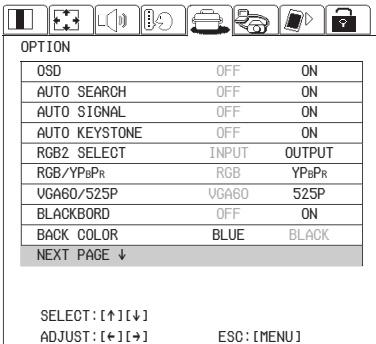 OPTION
OSD OFF ON
AUTO SEARCH OFF ON
AUTO SIGNAL OFF ON
AUTO KEYSTONE OFF ON
RGB2 SELECT INPUT OUTPUT
RGB/YPBPR RGB YPBPR
VGA60/525P VGA60 525P
BLACKBORD OFF ON
BACK COLOR BLUE BLACK
NEXT PAGE ↓
SELECT:[↑][↓]
ADJUST:[←][→] ESC:[MENU]